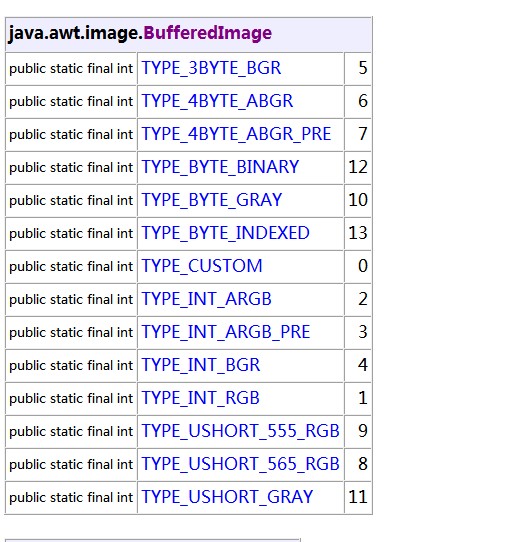 java.awt.image.BufferedImage
public static final int TYPE_3BYTE_BGR 5
public static final int TYPE_4BYTE_ABGR 6
public static final int TYPE_4BYTE_ABGR_PRE 7
public static final int TYPE_BYTE_BINARY 12
public static final int TYPE_BYTE_GRAY 10
public static final int TYPE_BYTE_INDEXED 13
public static final int TYPE_CUSTOM 0
public static final int TYPE_INT_ARGB 2
public static final int TYPE_INT_ARGB_PRE 3
public static final int TYPE_INT_BGR 4
public static final int TYPE_INT_RGB 1
public static final int TYPE_USHORT_555_RGB 9
public static final int TYPE_USHORT_565_RGB 8
public static final int TYPE_USHORT_GRAY 11